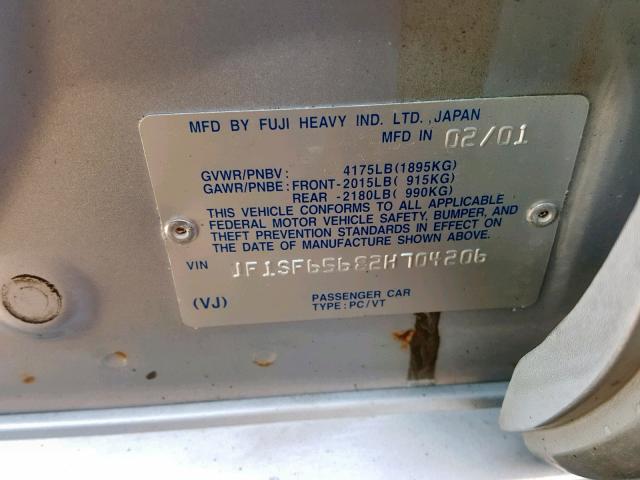 MFD BY FUJI HEAVY IND. LTD., JAPAN
MFD IN 02/01
GVWR/PNBV: 4175LB(1895KG)
GAWR/PNBE: FRONT-2015LB( 915KG)
REAR -2180LB( 990KG)
THIS VEHICLE CONFORMS TO ALL APPLICABLE
FEDERAL MOTOR VEHICLE SAFETY, BUMPER, AND
THEFT PREVENTION STANDARDS IN EFFECT ON
THE DATE OF MANUFACTURE SHOWN ABOVE.
VIN JF1SF65682H704206
(VJ) PASSENGER CAR
TYPE:PC/VT